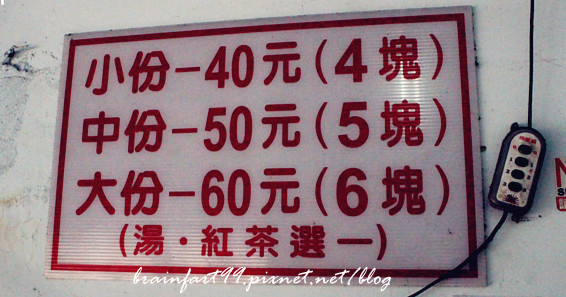 小份-40元(4塊)
中份-50元(5塊)
大份-60元(6塊)
(湯·紅茶選一)
brainfart99.pixnet.net/blog